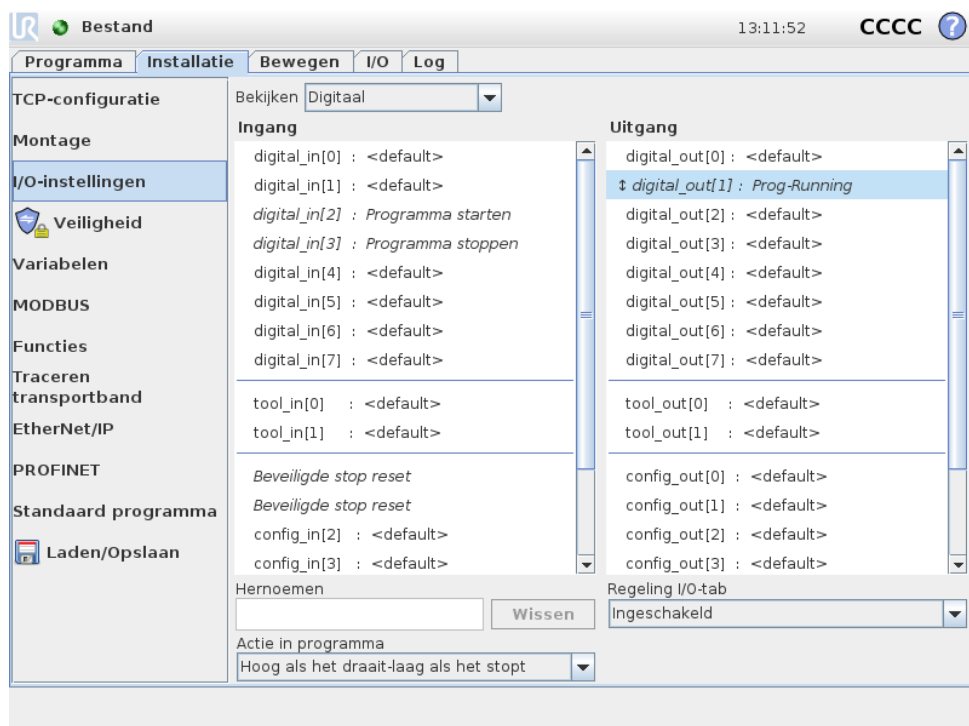 Bestand
13:11:52
CCCC
?
Programma
Installatie
Bewegen
I/O
Log
TCP-configuratie
Montage
I/O-instellingen
Veiligheid
Variabelen
MODBUS
Functies
Traceren
transportband
EtherNet/IP
PROFINET
Standaard programma
Laden/Opslaan
Bekijken Digitaal
Ingang
digital_in[0] : <default>
digital_in[1] : <default>
digital_in[2] : Programma starten
digital_in[3] : Programma stoppen
digital_in[4] : <default>
digital_in[5] : <default>
digital_in[6] : <default>
digital_in[7] : <default>
tool_in[0] : <default>
tool_in[1] : <default>
Beveiligde stop reset
Beveiligde stop reset
config_in[2] : <default>
config_in[3] : <default>
Hernoemen
Wissen
Actie in programma
Hoog als het draait-laag als het stopt
Uitgang
digital_out[0] : <default>
↕ digital_out[1] : Prog-Running
digital_out[2] : <default>
digital_out[3] : <default>
digital_out[4] : <default>
digital_out[5] : <default>
digital_out[6] : <default>
digital_out[7] : <default>
tool_out[0] : <default>
tool_out[1] : <default>
config_out[0] : <default>
config_out[1] : <default>
config_out[2] : <default>
config_out[3] : <default>
Regeling I/O-tab
Ingeschakeld